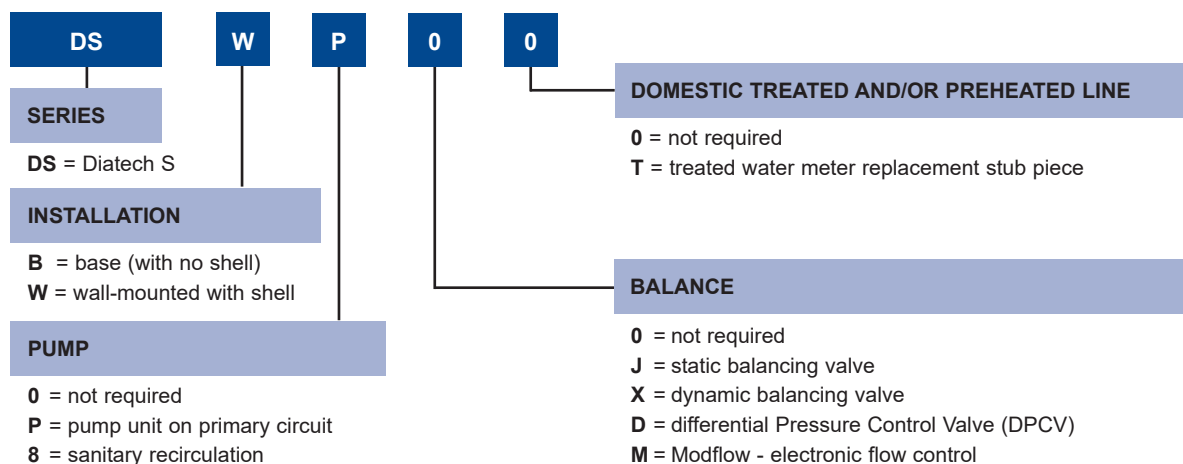 DS W P 0 0
SERIES
DS = Diatech S
INSTALLATION
B = base (with no shell)
W = wall-mounted with shell
PUMP
0 = not required
P = pump unit on primary circuit
8 = sanitary recirculation
DOMESTIC TREATED AND/OR PREHEATED LINE
0 = not required
T = treated water meter replacement stub piece
BALANCE
0 = not required
J = static balancing valve
X = dynamic balancing valve
D = differential Pressure Control Valve (DPCV)
M = Modflow - electronic flow control